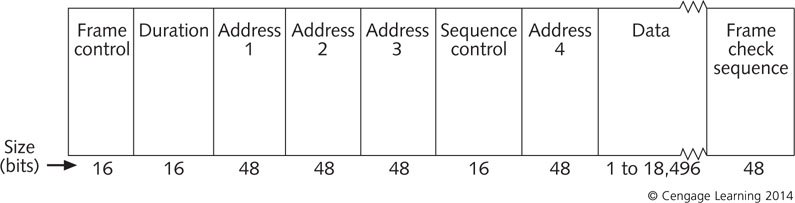 Frame Duration Address Address Address Sequence Address Data Frame
control 1 2 3 control 4 check
sequence
Size
(bits) 16 16 48 48 48 16 48 1 to 18,496 48
© Cengage Learning 2014